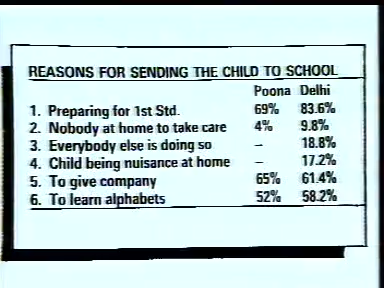 REASONS FOR SENDING THE CHILD TO SCHOOL
Poona Delhi
1. Preparing for 1st Std. 69% 83.6%
2. Nobody at home to take care 4% 9.8%
3. Everybody else is doing so – 18.8%
4. Child being nuisance at home – 17.2%
5. To give company 65% 61.4%
6. To learn alphabets 52% 58.2%